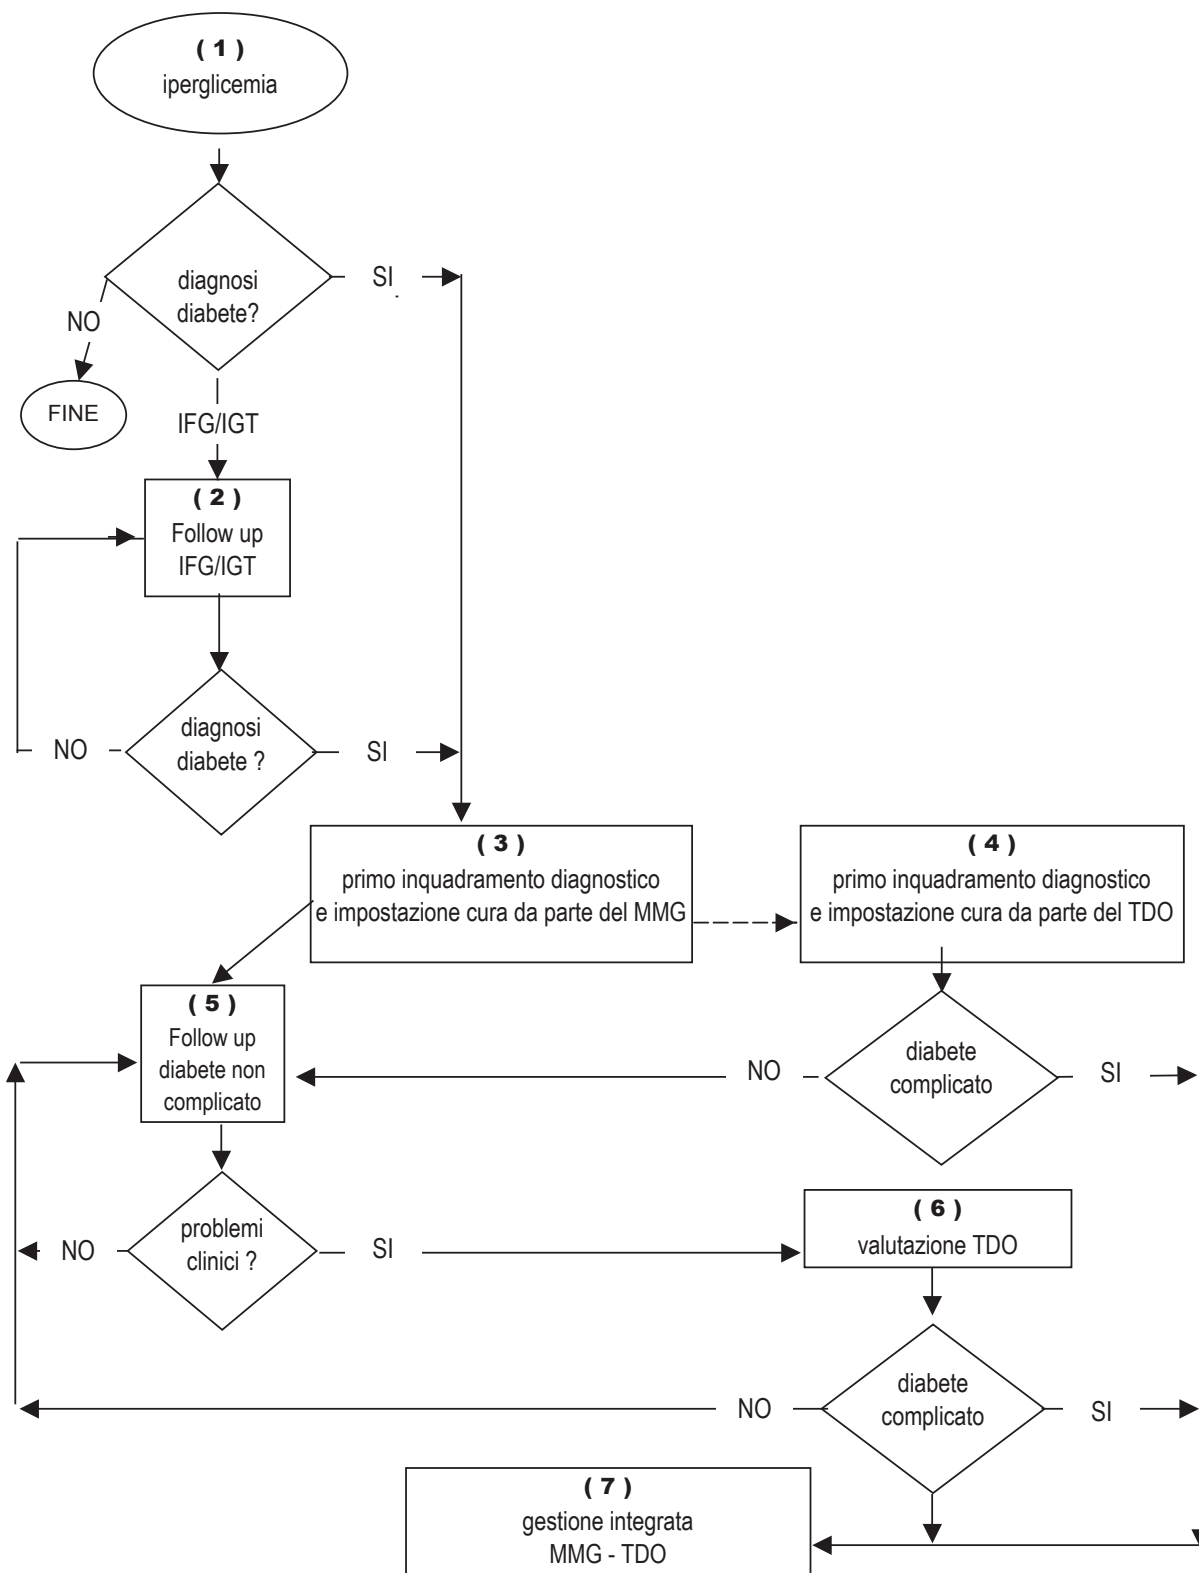 ( 1 )
iperglicemia
diagnosi
diabete?
SI
NO
FINE
IFG/IGT
( 2 )
Follow up
IFG/IGT
diagnosi
diabete ?
NO
SI
( 3 )
primo inquadramento diagnostico
e impostazione cura da parte del MMG
( 4 )
primo inquadramento diagnostico
e impostazione cura da parte del TDO
( 5 )
Follow up
diabete non
complicato
diabete
complicato
NO
SI
problemi
clinici ?
NO
SI
( 6 )
valutazione TDO
diabete
complicato
NO
SI
( 7 )
gestione integrata
MMG - TDO